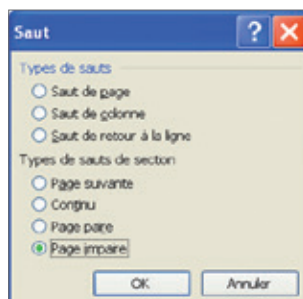 Saut
Types de sauts
Saut de page
Saut de colonne
Saut de retour à la ligne
Types de sauts de section
Page suivante
Continu
Page paire
Page impaire
OK
Annuler